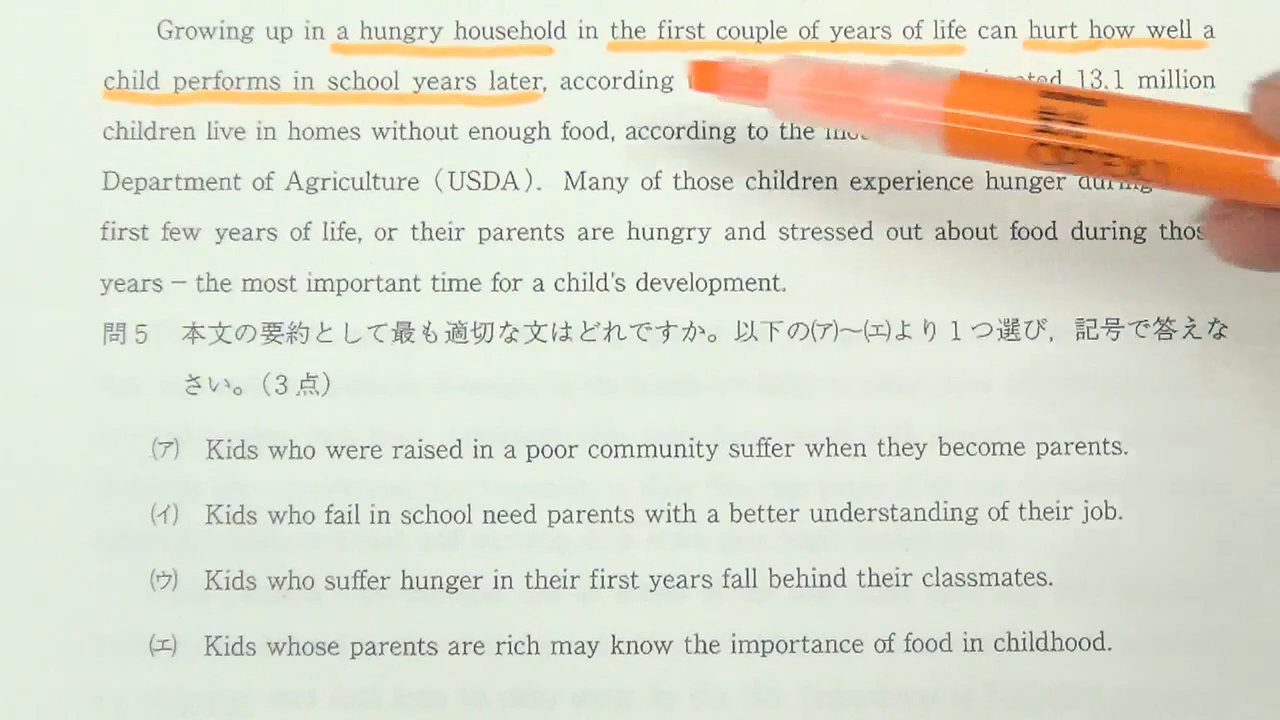 Growing up in a hungry household in the first couple of years of life can hurt how well a
child performs in school years later, according 13.1 million
children live in homes without enough food, according to the
Department of Agriculture（USDA）. Many of those children experience hunger during
first few years of life, or their parents are hungry and stressed out about food during
years – the most important time for a child's development.
問５ 本文の要約として最も適切な文はどれですか。以下の(ア)〜(エ)より１つ選び，記号で答えな
さい。（３点）
(ア) Kids who were raised in a poor community suffer when they become parents.
(イ) Kids who fail in school need parents with a better understanding of their job.
(ウ) Kids who suffer hunger in their first years fall behind their classmates.
(エ) Kids whose parents are rich may know the importance of food in childhood.